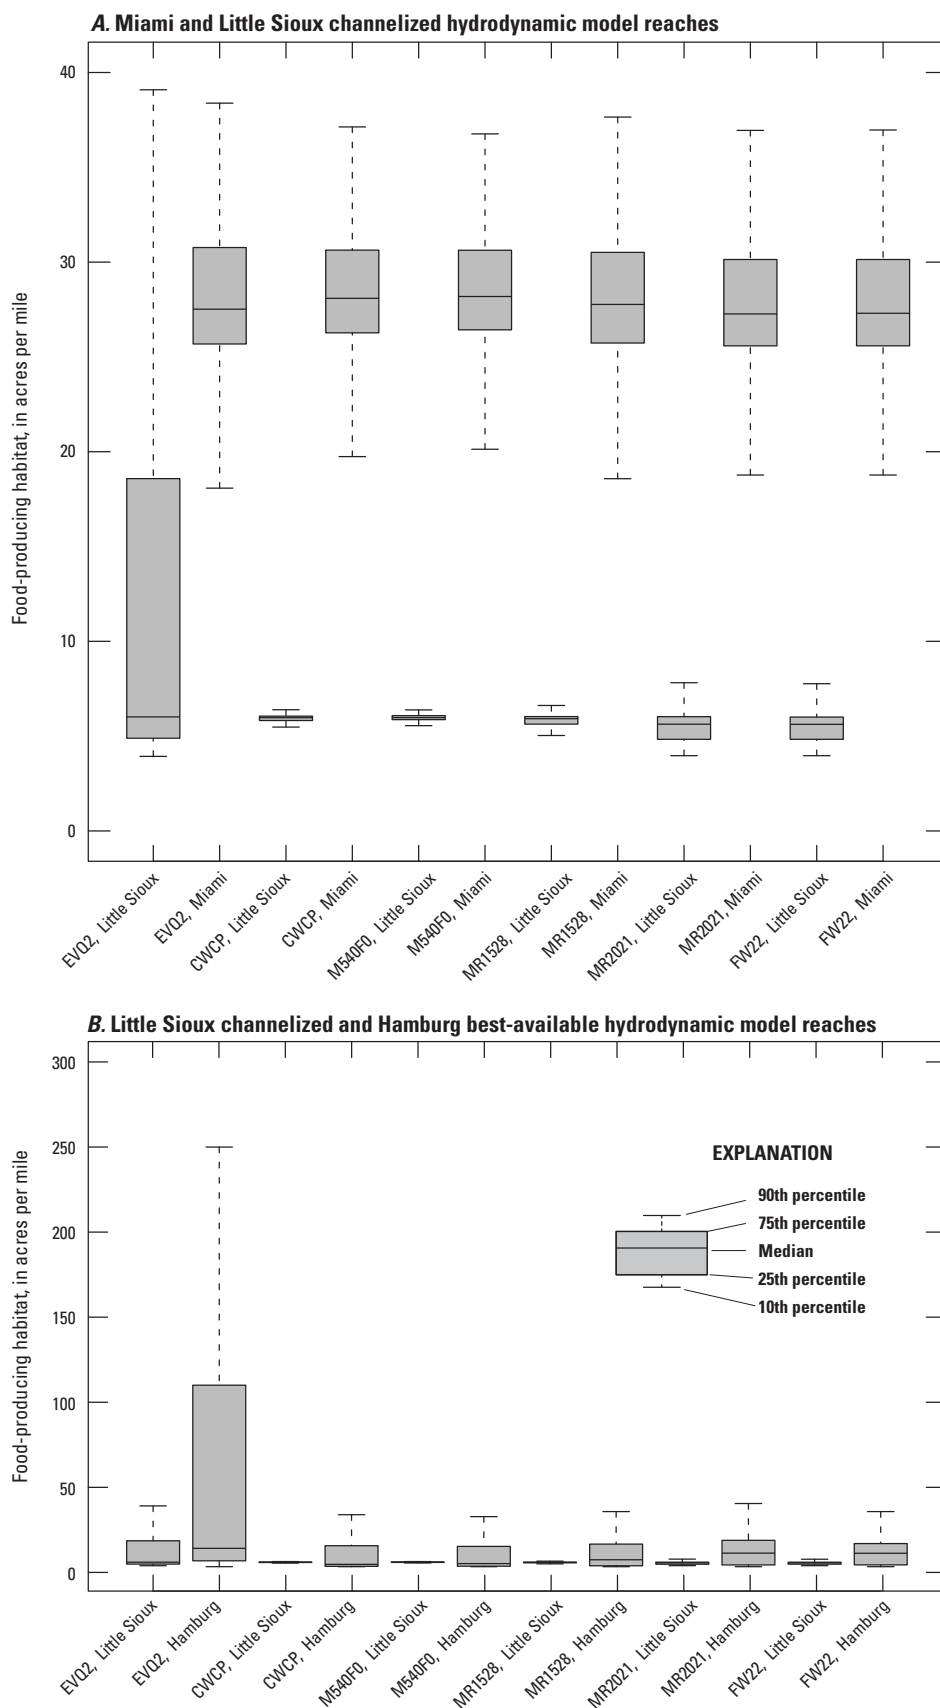 A. Miami and Little Sioux channelized hydrodynamic model reaches
40
30
20
10
0
Food-producing habitat, in acres per mile
EVQ2, Little Sioux
EVQ2, Miami
CWCP, Little Sioux
CWCP, Miami
M540F0, Little Sioux
M540F0, Miami
MR1528, Little Sioux
MR1528, Miami
MR2021, Little Sioux
MR2021, Miami
FW22, Little Sioux
FW22, Miami
B. Little Sioux channelized and Hamburg best-available hydrodynamic model reaches
300
250
200
150
100
50
0
Food-producing habitat, in acres per mile
EXPLANATION
90th percentile
75th percentile
Median
25th percentile
10th percentile
EVQ2, Little Sioux
EVQ2, Hamburg
CWCP, Little Sioux
CWCP, Hamburg
M540F0, Little Sioux
M540F0, Hamburg
MR1528, Little Sioux
MR1528, Hamburg
MR2021, Little Sioux
MR2021, Hamburg
FW22, Little Sioux
FW22, Hamburg